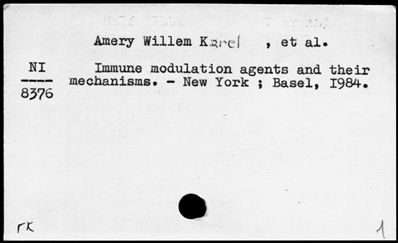 Amery Willem Karel , et al.
NI
8376
Immune modulation agents and their
mechanisms. - New York ; Basel, 1984.
rK
1